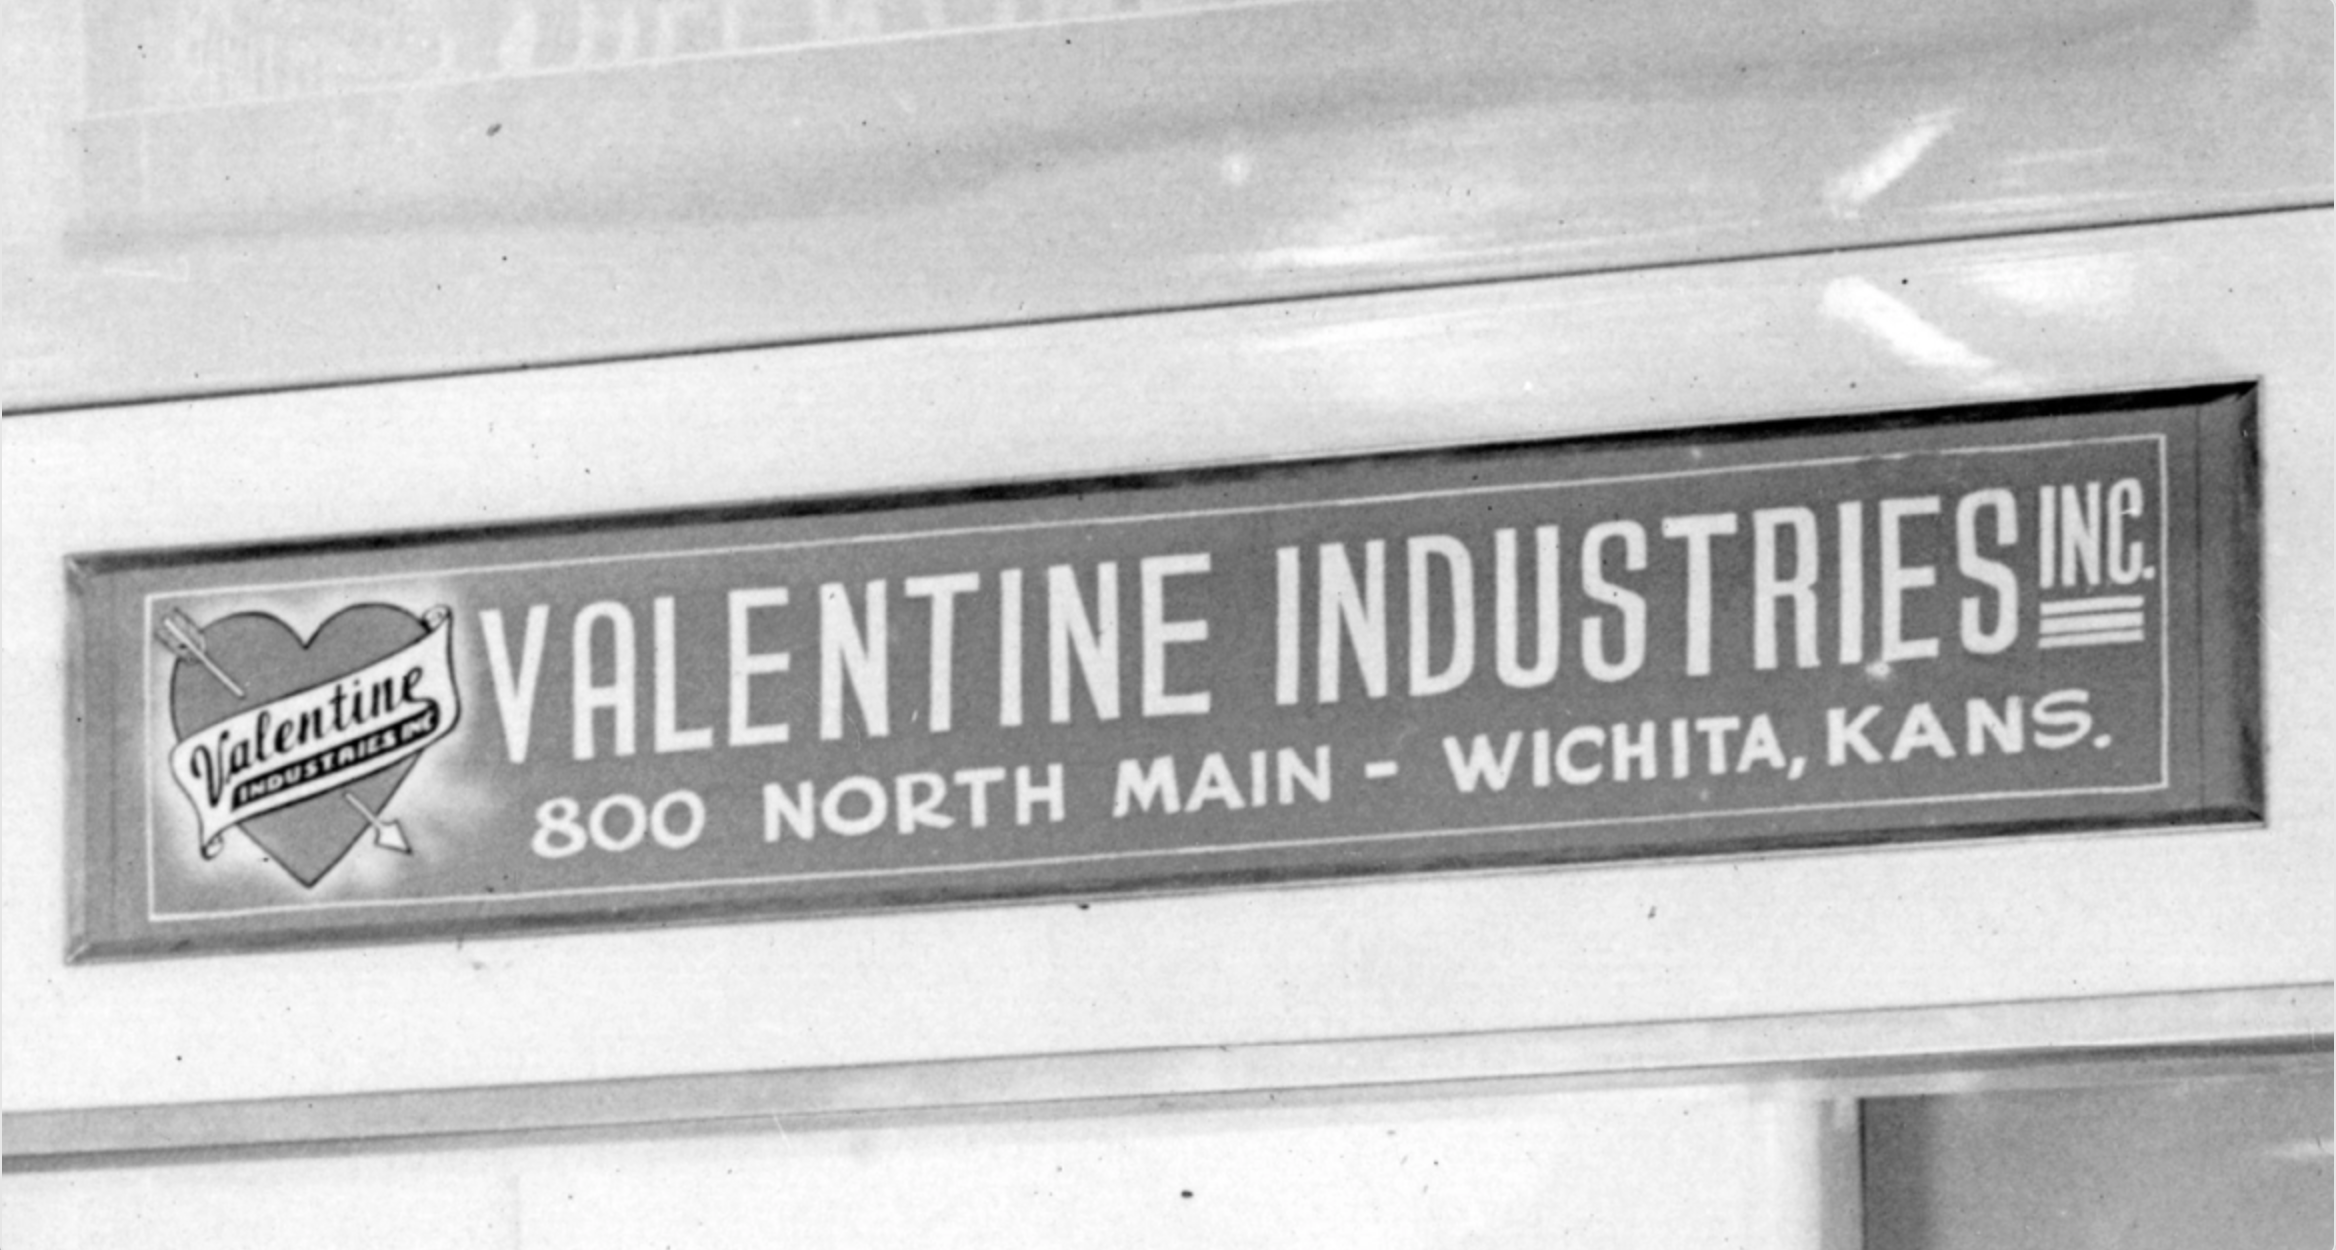 Valentine
INDUSTRIES INC
VALENTINE INDUSTRIES INC.
800 NORTH MAIN - WICHITA, KANS.